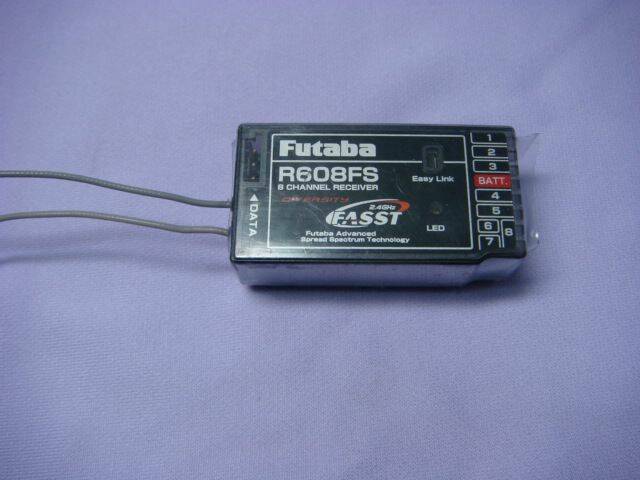 Futaba
R608FS
8 CHANNEL RECEIVER
DIVERSITY
2.4GHz
FASST
Futaba Advanced
Spread Spectrum Technology
◄DATA
Easy Link
LED
1
2
3
BATT.
4
5
6
7
8